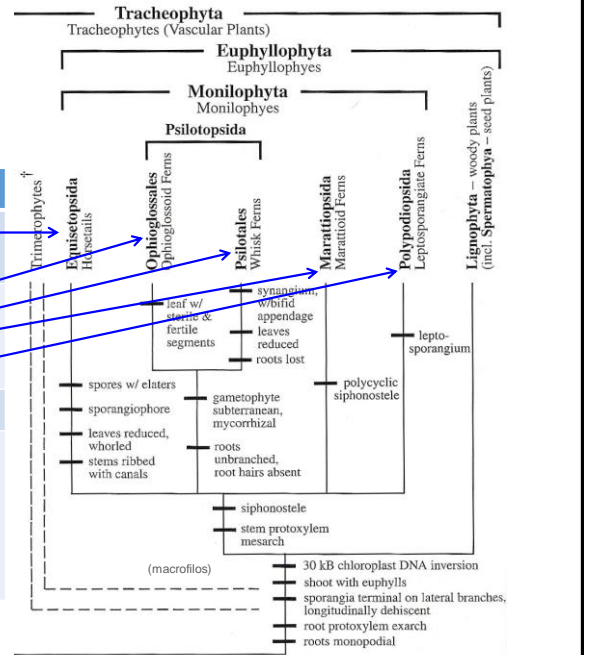 Tracheophyta
Tracheophytes (Vascular Plants)
Euphyllophyta
Euphyllophyes
Monilophyta
Monilophyes
Psilotopsida
Trimerophytes †
Equisetopsida
Horsetails
Ophioglossales
Ophioglossoid Ferns
Psilotales
Whisk Ferns
Marattiopsida
Marattioid Ferns
Polypodiopsida
Leptosporangiate Ferns
Lignophyta – woody plants
(incl. Spermatophya – seed plants)
leaf w/
sterile &
fertile
segments
synangium,
w/bifid
appendage
leaves
reduced
roots lost
lepto-
sporangium
polycyclic
siphonostele
spores w/ elaters
sporangiophore
leaves reduced,
whorled
stems ribbed
with canals
gametophyte
subterranean,
mycorrhizal
roots
unbranched,
root hairs absent
siphonostele
stem protoxylem
mesarch
(macrofilos)
30 kB chloroplast DNA inversion
shoot with euphylls
sporangia terminal on lateral branches,
longitudinally dehiscent
root protoxylem exarch
roots monopodial